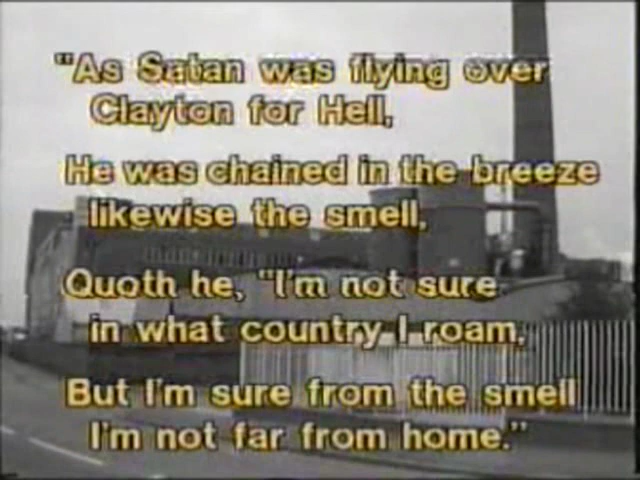 "As Satan was flying over
Clayton for Hell,
He was chained in the breeze
likewise the smell.
Quoth he, "I'm not sure
in what country I roam,
But I'm sure from the smell
I'm not far from home."